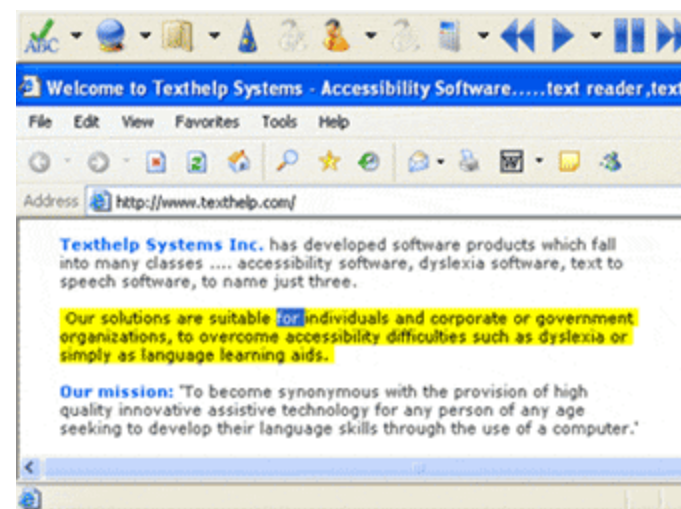 ABC
Welcome to Texthelp Systems - Accessibility Software.....text reader,text
File Edit View Favorites Tools Help
Address http://www.texthelp.com/
Texthelp Systems Inc. has developed software products which fall
into many classes .... accessibility software, dyslexia software, text to
speech software, to name just three.
Our solutions are suitable for individuals and corporate or government
organizations, to overcome accessibility difficulties such as dyslexia or
simply as language learning aids.
Our mission: 'To become synonymous with the provision of high
quality innovative assistive technology for any person of any age
seeking to develop their language skills through the use of a computer.'